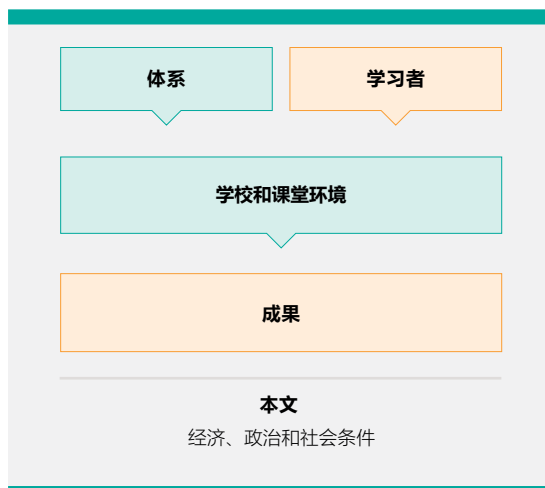 体系
学习者
学校和课堂环境
成果
本文
经济、政治和社会条件